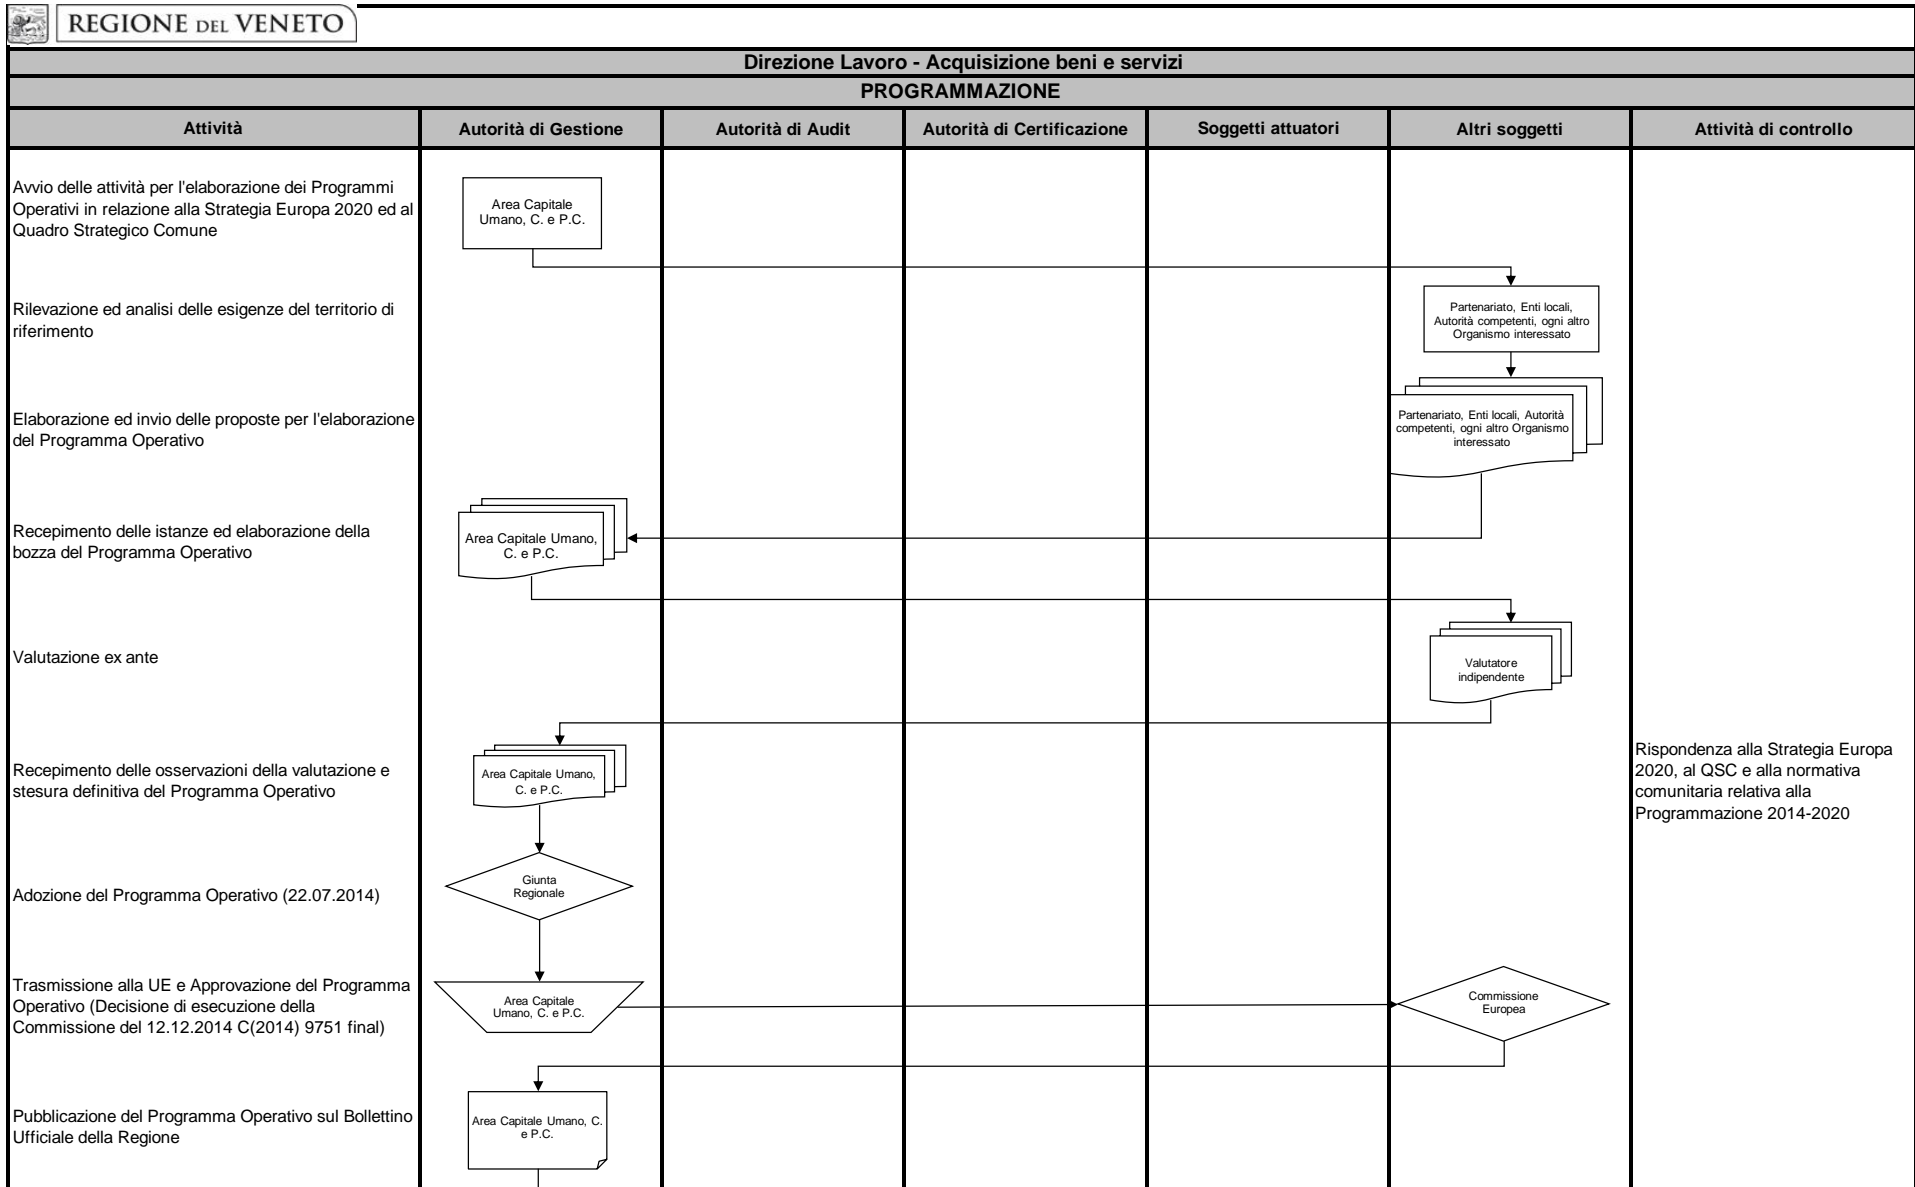 REGIONE DEL VENETO
Direzione Lavoro - Acquisizione beni e servizi
PROGRAMMAZIONE
Attività
Autorità di Gestione
Autorità di Audit
Autorità di Certificazione
Soggetti attuatori
Altri soggetti
Attività di controllo
Avvio delle attività per l'elaborazione dei Programmi
Operativi in relazione alla Strategia Europa 2020 ed al
Quadro Strategico Comune
Area Capitale
Umano, C. e P.C.
Rilevazione ed analisi delle esigenze del territorio di
riferimento
Partenariato, Enti locali,
Autorità competenti, ogni altro
Organismo interessato
Elaborazione ed invio delle proposte per l'elaborazione
del Programma Operativo
Partenariato, Enti locali, Autorità
competenti, ogni altro Organismo
interessato
Recepimento delle istanze ed elaborazione della
bozza del Programma Operativo
Area Capitale Umano,
C. e P.C.
Valutazione ex ante
Valutatore
indipendente
Recepimento delle osservazioni della valutazione e
stesura definitiva del Programma Operativo
Area Capitale Umano,
C. e P.C.
Rispondenza alla Strategia Europa
2020, al QSC e alla normativa
comunitaria relativa alla
Programmazione 2014-2020
Adozione del Programma Operativo (22.07.2014)
Giunta
Regionale
Trasmissione alla UE e Approvazione del Programma
Operativo (Decisione di esecuzione della
Commissione del 12.12.2014 C(2014) 9751 final)
Area Capitale
Umano, C. e P.C.
Commissione
Europea
Pubblicazione del Programma Operativo sul Bollettino
Ufficiale della Regione
Area Capitale Umano, C.
e P.C.